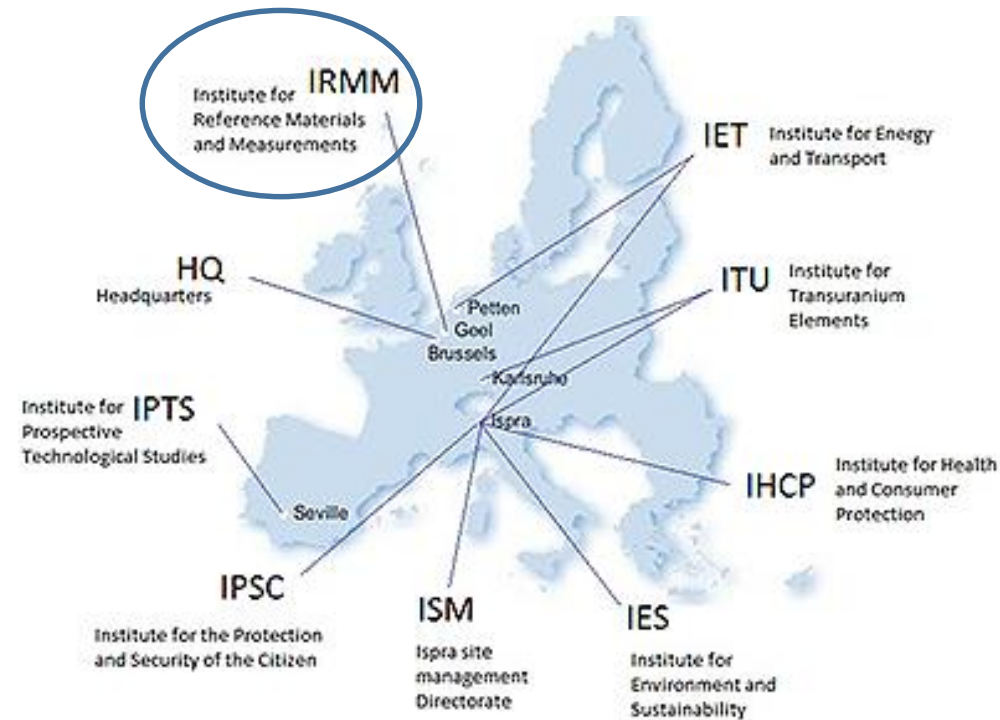 Institute for IRMM
Reference Materials
and Measurements
IET Institute for Energy
and Transport
HQ
Headquarters
ITU Institute for
Transuranium
Elements
Petten
Geel
Brussels
Karlsruhe
Ispra
Institute for IPTS
Prospective
Technological Studies
Seville
IHCP Institute for Health
and Consumer
Protection
IPSC
Institute for the Protection
and Security of the Citizen
ISM
Ispra site
management
Directorate
IES
Institute for
Environment and
Sustainability